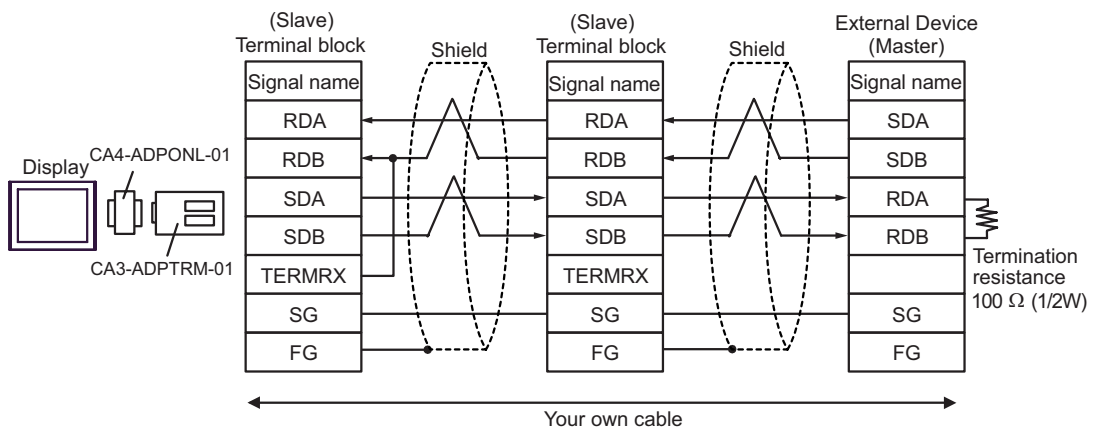 (Slave)
Terminal block
(Slave)
Terminal block
External Device
(Master)
Shield
Shield
Signal name
Signal name
Signal name
RDA
RDA
SDA
RDB
RDB
SDB
SDA
SDA
RDA
SDB
SDB
RDB
TERMRX
TERMRX
SG
SG
SG
FG
FG
FG
Display
CA4-ADPONL-01
CA3-ADPTRM-01
Termination
resistance
100 Ω (1/2W)
Your own cable